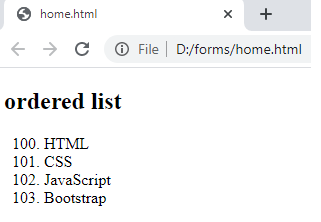 home.html
File | D:/forms/home.html
ordered list
100. HTML
101. CSS
102. JavaScript
103. Bootstrap